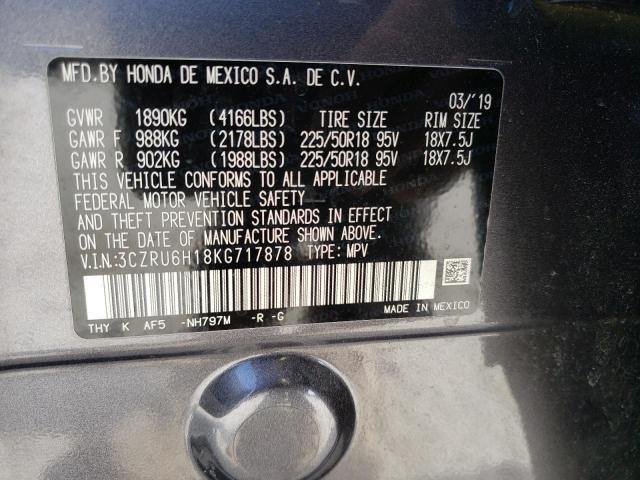 MFD.BY HONDA DE MEXICO S.A. DE C.V.
03/'19
GVWR 1890KG (4166LBS) TIRE SIZE RIM SIZE
GAWR F 988KG (2178LBS) 225/50R18 95V 18X7.5J
GAWR R 902KG (1988LBS) 225/50R18 95V 18X7.5J
THIS VEHICLE CONFORMS TO ALL APPLICABLE
FEDERAL MOTOR VEHICLE SAFETY
AND THEFT PREVENTION STANDARDS IN EFFECT
ON THE DATE OF MANUFACTURE SHOWN ABOVE.
V.I.N.:3CZRU6H18KG717878 TYPE: MPV
THY K AF5 -NH797M -R -G MADE IN MEXICO